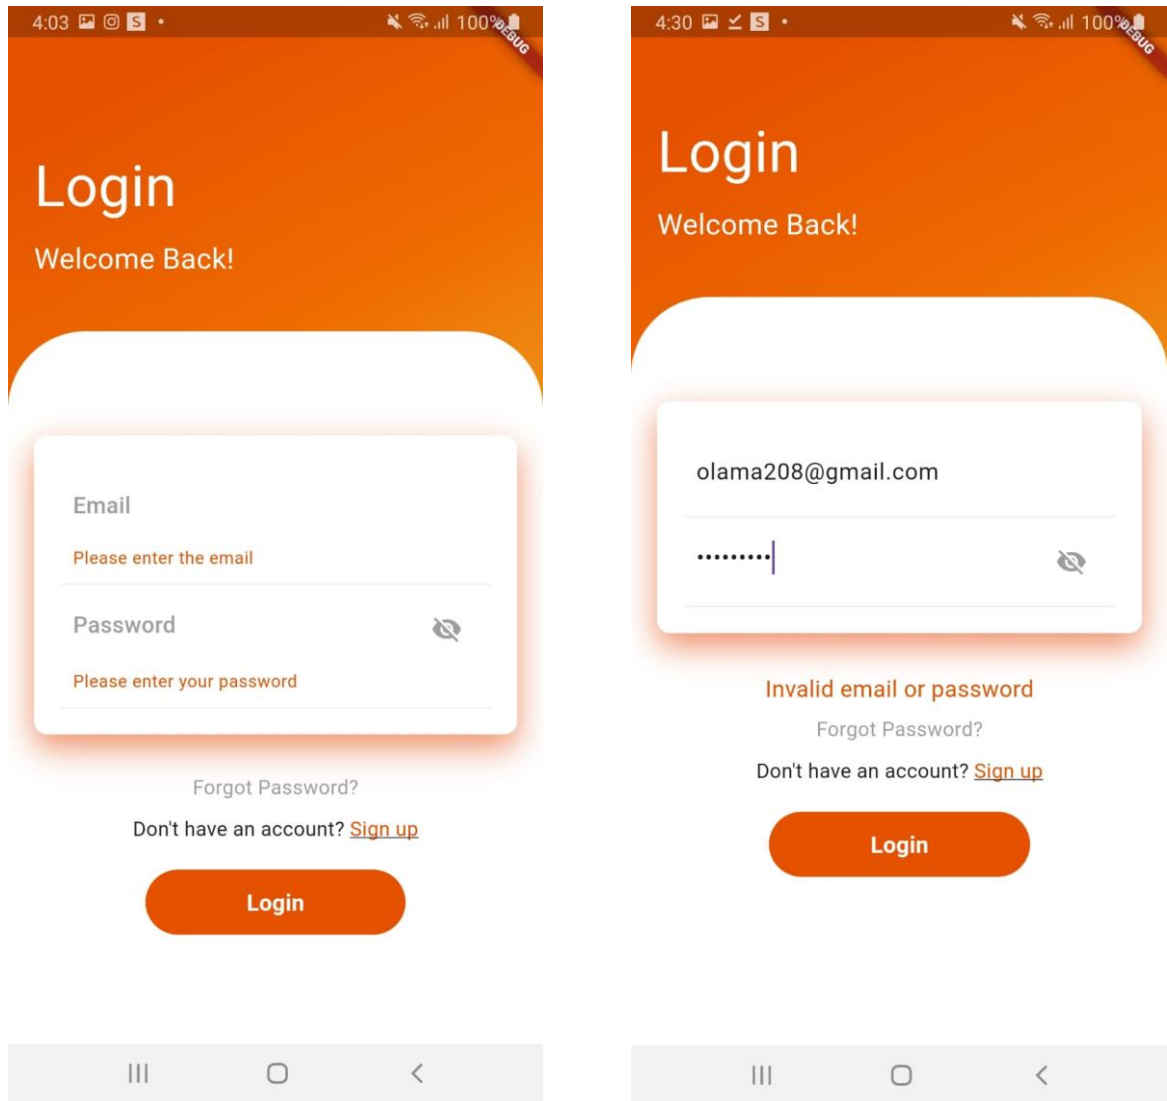 4:03 S 100%
DEBUG
Login
Welcome Back!
Email
Please enter the email
Password
Please enter your password
Forgot Password?
Don't have an account? Sign up
Login
4:30 S 100%
DEBUG
Login
Welcome Back!
olama208@gmail.com
•••••••••
Invalid email or password
Forgot Password?
Don't have an account? Sign up
Login